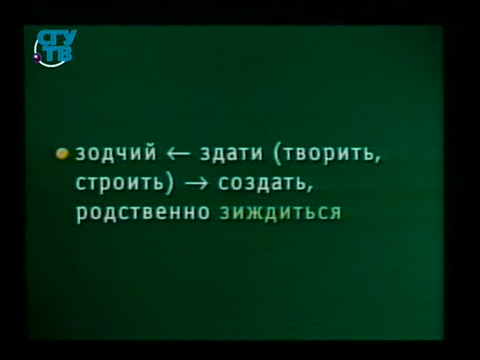 СГУ
ТВ
зодчий ← здати (творить,
строить) → создать,
родственно зиждиться